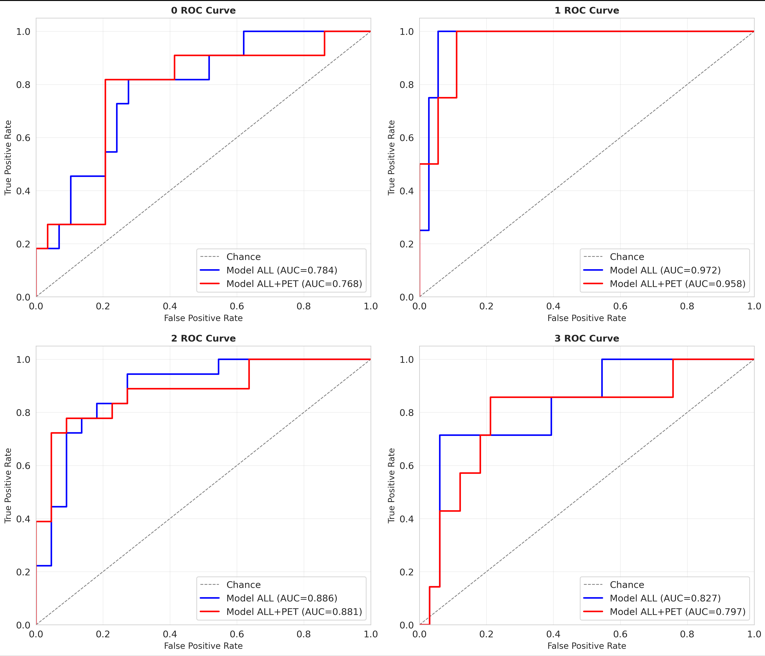 0 ROC Curve
True Positive Rate
1.0
0.8
0.6
0.4
0.2
0.0
Chance
Model ALL (AUC=0.784)
Model ALL+PET (AUC=0.768)
0.0 0.2 0.4 0.6 0.8 1.0
False Positive Rate
1 ROC Curve
True Positive Rate
1.0
0.8
0.6
0.4
0.2
0.0
Chance
Model ALL (AUC=0.972)
Model ALL+PET (AUC=0.958)
0.0 0.2 0.4 0.6 0.8 1.0
False Positive Rate
2 ROC Curve
True Positive Rate
1.0
0.8
0.6
0.4
0.2
0.0
Chance
Model ALL (AUC=0.886)
Model ALL+PET (AUC=0.881)
0.0 0.2 0.4 0.6 0.8 1.0
False Positive Rate
3 ROC Curve
True Positive Rate
1.0
0.8
0.6
0.4
0.2
0.0
Chance
Model ALL (AUC=0.827)
Model ALL+PET (AUC=0.797)
0.0 0.2 0.4 0.6 0.8 1.0
False Positive Rate